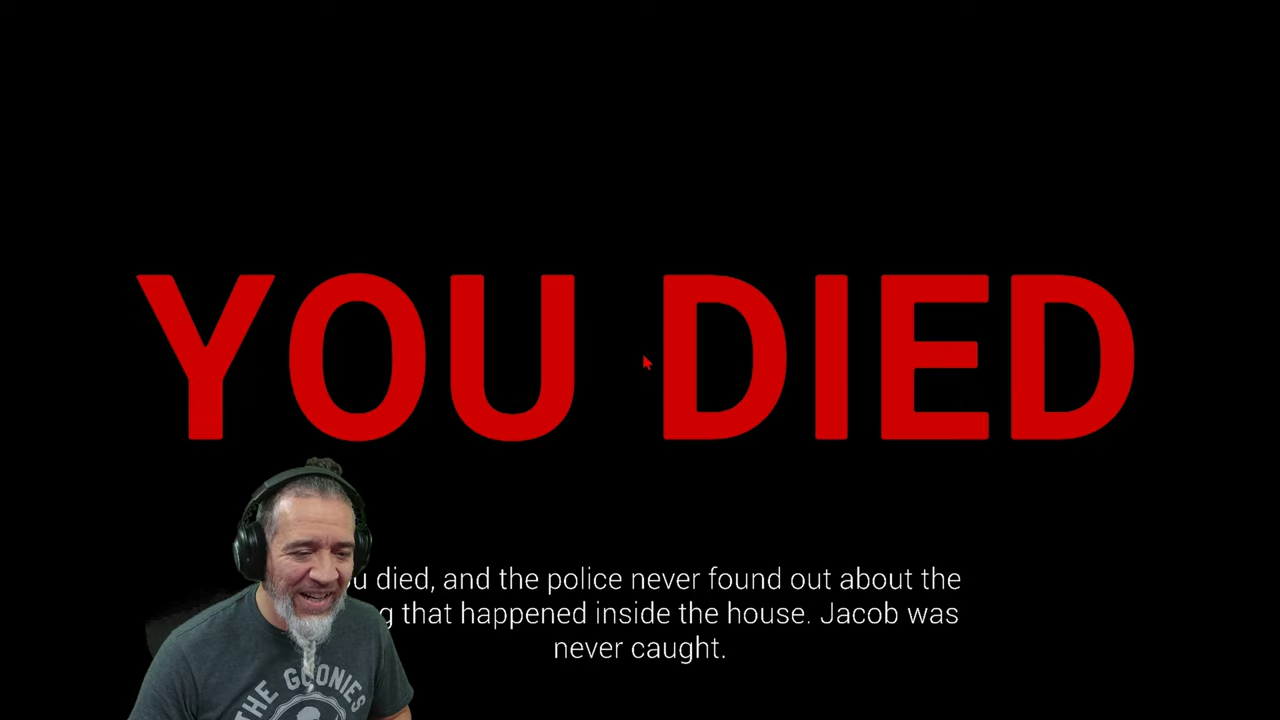 YOU DIED
u died, and the police never found out about the
g that happened inside the house. Jacob was
never caught.
THE GOONIES